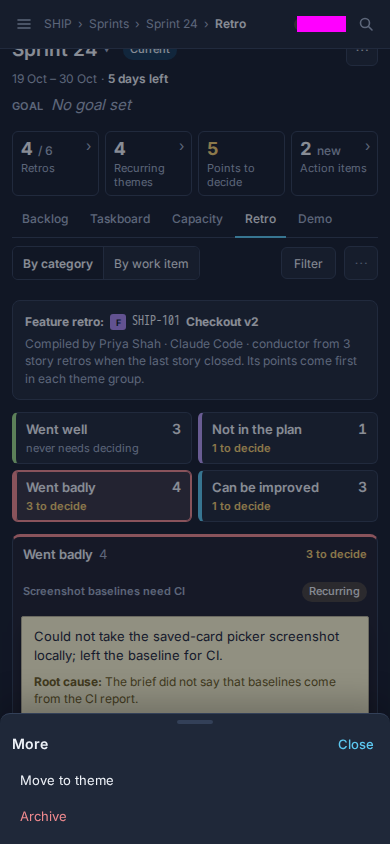 SHIP › Sprints › Sprint 24 › Retro
Sprint 24 Current ...
19 Oct – 30 Oct · 5 days left
GOAL No goal set
4 / 6 › 4 › 5 2 new ›
Retros Recurring themes Points to decide Action items
Backlog Taskboard Capacity Retro Demo
By category By work item Filter ...
Feature retro: F SHIP-101 Checkout v2
Compiled by Priya Shah · Claude Code · conductor from 3
story retros when the last story closed. Its points come first
in each theme group.
Went well 3 Not in the plan 1
never needs deciding 1 to decide
Went badly 4 Can be improved 3
3 to decide 1 to decide
Went badly 4 3 to decide
Screenshot baselines need CI Recurring
Could not take the saved-card picker screenshot
locally; left the baseline for CI.
Root cause: The brief did not say that baselines come
from the CI report.
More Close
Move to theme
Archive